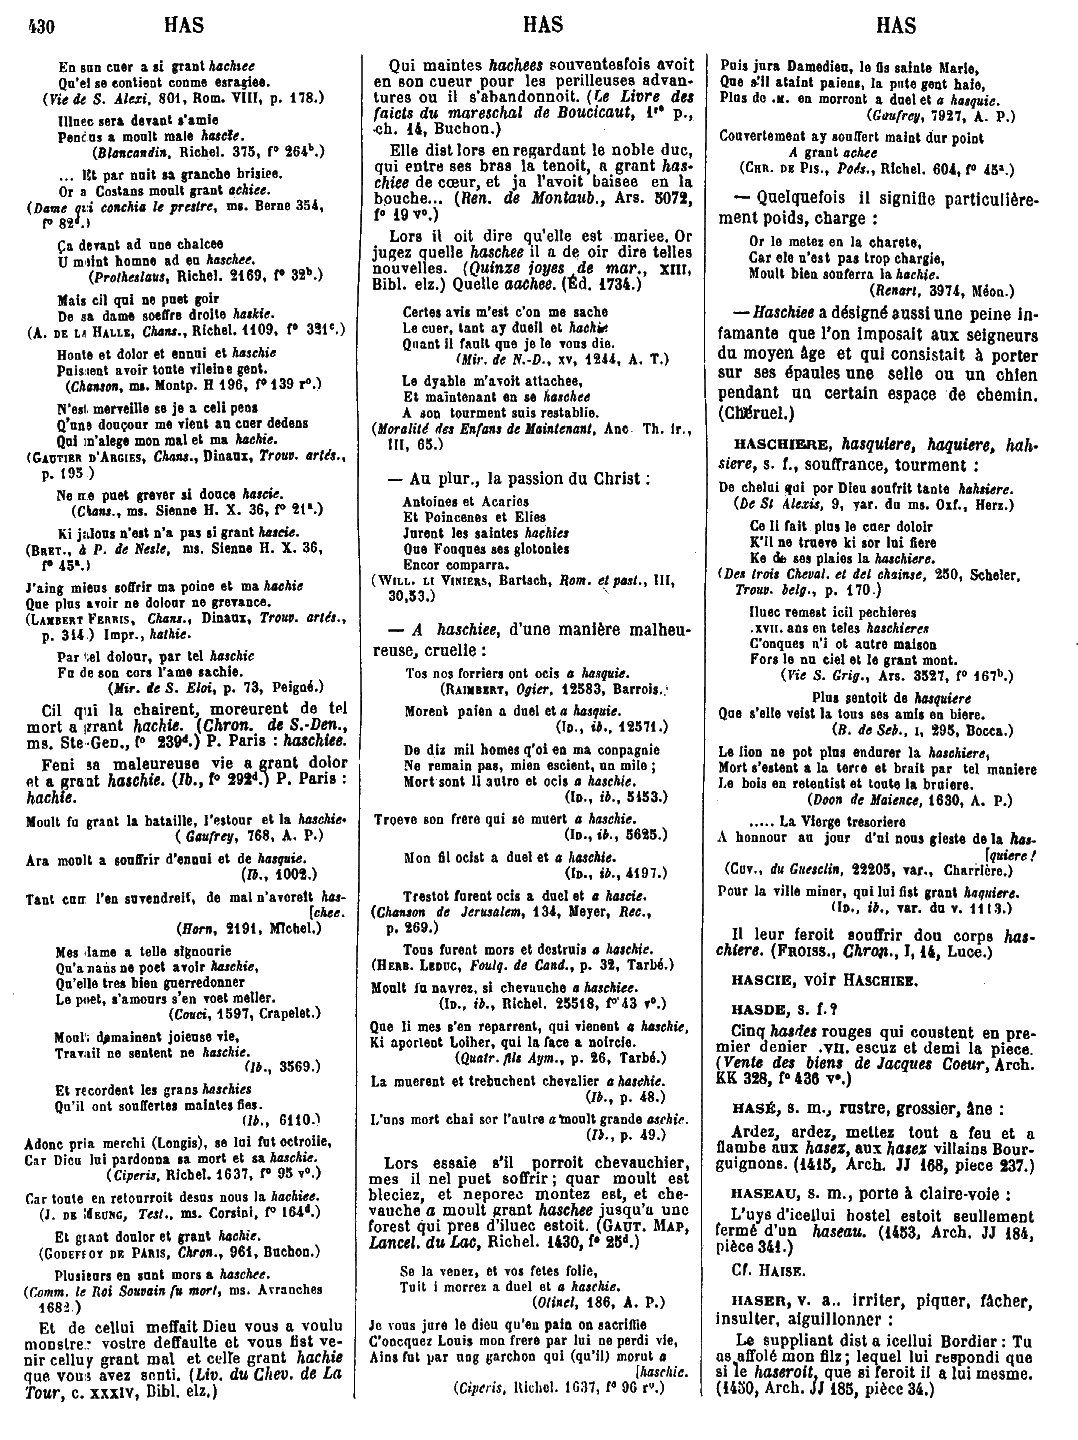 430 HAS HAS HAS
En son cuer a si grant hachiee
Qu'el se contient comme esragiee.
(Vie de S. Alexi, 801, Rom. VIII, p. 178.)
Illuec sera devant s'amie
Pendus a moult male hascie.
(Blancandin, Richel. 375, f° 264b.)
... Et par nuit sa granche brisiee.
Or a Costans moult grant achiee.
(Dame qui conchia le prestre, ms. Berne 354,
f° 82d.)
Ça devant ad une chalcee
U maint homne ad eu haschee.
(Protheslaus, Richel. 2169, f° 32b.)
Mais cil qui ne puet goir
De sa dame soeffre droite haskie.
(A. DE LA HALLE, Chans., Richel. 1109, f° 321c.)
Honte et dolor et ennui et haschie
Puissent avoir toute vileine gent.
(Chanson, ms. Montp. H 196, f° 139 r°.)
N'est merveille se je a celi pens
Q'une douçour me vient au cuer dedens
Qui m'alege mon mal et ma hachie.
(GAUTIER D'ARGIES, Chans., Dinaux, Trouv. artés.,
p. 195.)
Ne me puet grever si douce hascie.
(Chans., ms. Sienne H. X. 36, f° 21a.)
Ki jalous n'est n'a pas si grant hascie.
(BRET., à P. de Nesle, ms. Sienne H. X. 36,
f° 45a.)
J'aing mieus soffrir ma poine et ma hachie
Que plus avoir ne dolour ne grevance.
(LAMBERT FERRIS, Chans., Dinaux, Trouv. artés.,
p. 314.) Impr., hathie.
Par tel dolour, par tel haschic
Fu de son cors l'ame sachie.
(Mir. de S. Eloi, p. 73, Peigné.)
Cil qui la chairent, moreurent de tel
mort a grant hachie. (Chron. de S.-Den.,
ms. Ste-Gen., f° 239d.) P. Paris : haschiee.
Feni sa maleureuse vie a grant dolor
et a grant haschie. (Ib., f° 292d.) P. Paris :
hachie.
Moult fu grant la bataille, l'estour et la haschie.
(Gaufrey, 768, A. P.)
Ara moult a souffrir d'ennui et de hasquie.
(Ib., 1002.)
Tant cum l'en suvendreit, de mal n'avoreit has-
[chee.
(Horn, 2191, Michel.)
Mes dame a telle signourie
Qu'a nans ne poet avoir haschie,
Qu'elle tres bien guerredonner
Le puet, s'amours s'en voet meller.
(Couci, 1597, Crapelet.)
Moult demainent joieuse vie,
Travail ne sentent ne haschie.
(Ib., 3569.)
Et recordent les grans haschies
Qu'il ont souffertes maintes fies.
(Ib., 6110.)
Adonc pria merchi (Longis), se lui fut octroiie,
Car Dieu lui pardonna sa mort et sa haschie.
(Ciperis, Richel. 1637, f° 95 v°.)
Car toute en retourroit desus nous la hachiee.
(J. DE MEUNG, Test., ms. Corsini, f° 164d.)
Et grant doulor et grant hachie.
(GODEFFOY DE PARIS, Chron., 961, Buchon.)
Plusieurs en sont mors a haschee.
(Comm. le Roi Souvain fu mort, ms. Avranches
1682.)
Et de cellui meffait Dieu vous a voulu
monstrer vostre deffaulte et vous fist ve-
nir celluy grant mal et celle grant hachie
que vous avez senti. (Liv. du Chev. de La
Tour, c. XXXIV, Bibl. elz.)
Qui maintes hachees souventesfois avoit
en son cueur pour les perilleuses advan-
tures ou il s'abandonnoit. (Le Livre des
faicts du mareschal de Boucicaut, 1re p.,
ch. 14, Buchon.)
Elle dist lors en regardant le noble duc,
qui entre ses bras la tenoit, a grant has-
chiee de cœur, et ja l'avoit baisee en la
bouche... (Ren. de Montaub., Ars. 5072,
f° 19 v°.)
Lors il oit dire qu'elle est mariee. Or
jugez quelle haschee il a de oir dire telles
nouvelles. (Quinze joyes de mar., XIII,
Bibl. elz.) Quelle aachee. (Éd. 1734.)
Certes avis m'est c'on me sache
Le cuer, tant ay dueil et hachie
Quant il fault que je le vous die.
(Mir. de N.-D., XV, 1244, A. T.)
Le dyable m'avoit attachee,
Et maintenant en se haschee
A son tourment suis restablie.
(Moralité des Enfans de Maintenant, Anc. Th. fr.,
III, 65.)
— Au plur., la passion du Christ :
Antoines et Acaries
Et Poincenes et Elies
Jurent les saintes hachies
Que Fouques ses glotonies
Encor comparra.
(WILL. LI VINIERS, Bartsch, Rom. et past., III,
30,53.)
— A haschiee, d'une manière malheu-
reuse, cruelle :
Tos nos forriers ont ocis a hasquie.
(RAIMBERT, Ogier, 12583, Barrois.)
Morent paien a duel et a hasquie.
(ID., ib., 12571.)
De diz mil homes q'oi en ma conpagnie
Ne remain pas, mien escient, un mile ;
Mort sont li autre et ocis a haschie.
(ID., ib., 5153.)
Troeve son frere qui se muert a haschie.
(ID., ib., 5625.)
Mon fil ocist a duel et a haschie.
(ID., ib., 4197.)
Trestot furent ocis a duel et a hascie.
(Chanson de Jerusalem, 134, Meyer, Rec.,
p. 269.)
Tous furent mors et destruis a haschie.
(HERB. LEDUC, Foulq. de Cand., p. 32, Tarbé.)
Moult fu navrez, si chevauche a haschiee.
(ID., ib., Richel. 25518, f° 43 v°.)
Que li mes s'en reparrent, qui vienent a haschie,
Ki aportent Loiher, qui la face a noircie.
(Quatr. fils Aym., p. 26, Tarbé.)
La muerent et trebuchent chevalier a haschie.
(Ib., p. 48.)
L'uns mort chai sor l'autre a moult grande aschie.
(Ib., p. 49.)
Lors essaie s'il porroit chevauchier,
mes il nel puet soffrir ; quar moult est
bleciez, et neporec montez est, et che-
vauche a moult grant haschee jusqu'a une
forest qui pres d'iluec estoit. (GAUT. MAP,
Lancel. du Lac, Richel. 1430, f° 25d.)
Se la venez, et vos fetes folie,
Tuit i morrez a duel et a haschie.
(Otinel, 186, A. P.)
Je vous jure le dieu qu'en pain on sacriffie
C'oncquez Louis mon frere par lui ne perdi vie,
Ains fut par ung garchon qui (qu'il) morut a
[haschie.
(Ciperis, Richel. 1637, f° 96 r°.)
Puis jura Damedieu, le fis sainte Marie,
Que s'il ataint paiens, la pute gent haïe,
Plus de .M. en morront a duel et a hasquie.
(Gaufrey, 7927, A. P.)
Couvertement ay souffert maint dur point
A grant achee
(CHR. DE PIS., Poés., Richel. 604, f° 45a.)
— Quelquefois il signifie particulière-
ment poids, charge :
Or le metez en la charete,
Car ele n'est pas trop chargie,
Moult bien souferra la hachie.
(Renart, 3974, Méon.)
— Haschiee a désigné aussi une peine in-
famante que l'on imposait aux seigneurs
du moyen âge et qui consistait à porter
sur ses épaules une selle ou un chien
pendant un certain espace de chemin.
(Chéruel.)
HASCHIERE, hasquiere, haquiere, hah-
siere, s. f., souffrance, tourment :
De chelui qui por Dieu soufrit tante hahsiere.
(De St Alexis, 9, var. du ms. Oxf., Herz.)
Ce li fait plus le cuer doloir
K'il ne trueve ki sor lui fiere
Ke de ses plaies la haschiere.
(Des trois Cheval. et del chainse, 250, Scheler,
Trouv. belg., p. 170.)
Iluec remest icil pechieres
.XVII. ans en teles haschieres
C'onques n'i ot autre maison
Fors le nu ciel et le grant mont.
(Vie S. Grig., Ars. 3527, f° 167b.)
Plus sentoit de hasquiere
Que s'elle veist la tous ses amis en biere.
(B. de Seb., I, 295, Bocca.)
Le lion ne pot plus endurer la haschiere,
Mort s'estent a la terre et brait par tel maniere
Le bois en retentist et toute la bruiere.
(Doon de Maience, 1630, A. P.)
..... La Vierge tresoriere
A honnour au jour d'ui nous gieste de la has-
[quiere !
(CUV., du Guesclin, 22205, var., Charrière.)
Pour la ville miner, qui lui fist grant haquiere.
(ID., ib., var. du v. 1113.)
Il leur feroit souffrir dou corps has-
chiere. (FROISS., Chron., I, 14, Luce.)
HASCIE, voir HASCHIEE.
HASDE, s. f. ?
Cinq hasdes rouges qui coustent en pre-
mier denier .VII. escuz et demi la piece.
(Vente des biens de Jacques Coeur, Arch.
KK 328, f° 436 v°.)
HASÉ, s. m., rustre, grossier, âne :
Ardez, ardez, mettez tout a feu et a
flambe aux hasez, aux hasez villains Bour-
guignons. (1415, Arch. JJ 168, piece 237.)
HASEAU, s. m., porte à claire-voie :
L'uys d'icellui hostel estoit seullement
fermé d'un haseau. (1453, Arch. JJ 184,
pièce 341.)
Cf. HAISE.
HASER, v. a., irriter, piquer, fâcher,
insulter, aiguillonner :
Le suppliant dist a icellui Bordier : Tu
as affolé mon filz ; lequel lui respondi que
si le haseroit, que si feroit il a lui mesme.
(1450, Arch. JJ 185, pièce 34.)